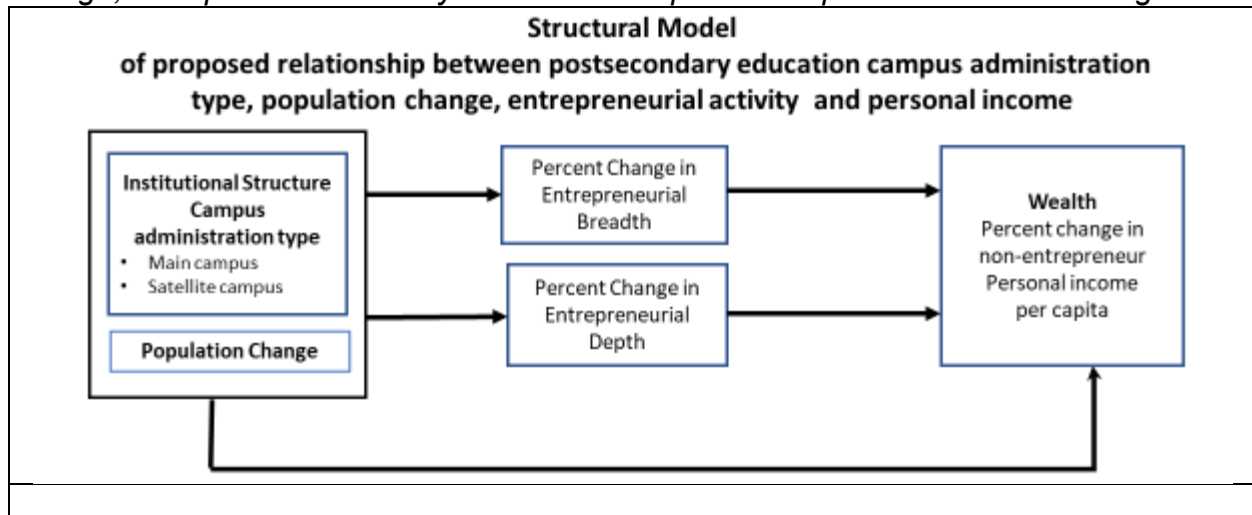 Structural Model
of proposed relationship between postsecondary education campus administration
type, population change, entrepreneurial activity and personal income
Institutional Structure
Campus
administration type
• Main campus
• Satellite campus
Population Change
Percent Change in
Entrepreneurial
Breadth
Percent Change in
Entrepreneurial
Depth
Wealth
Percent change in
non-entrepreneur
Personal income
per capita